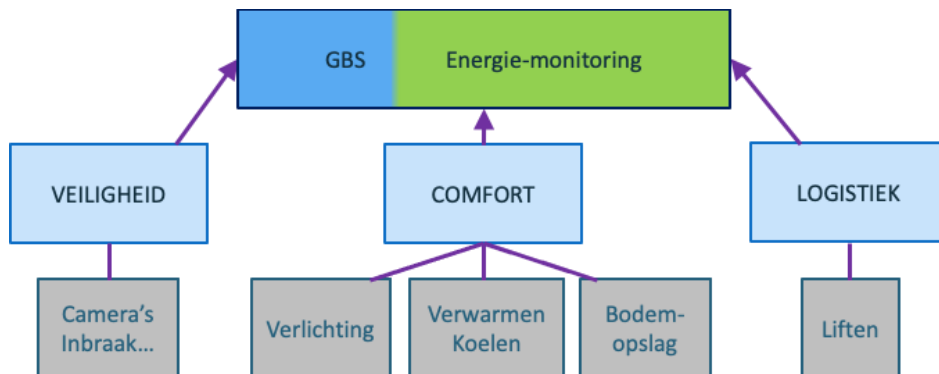 GBS Energie-monitoring
VEILIGHEID COMFORT LOGISTIEK
Camera’s
Inbraak...
Verlichting
Verwarmen
Koelen
Bodem-
opslag
Liften